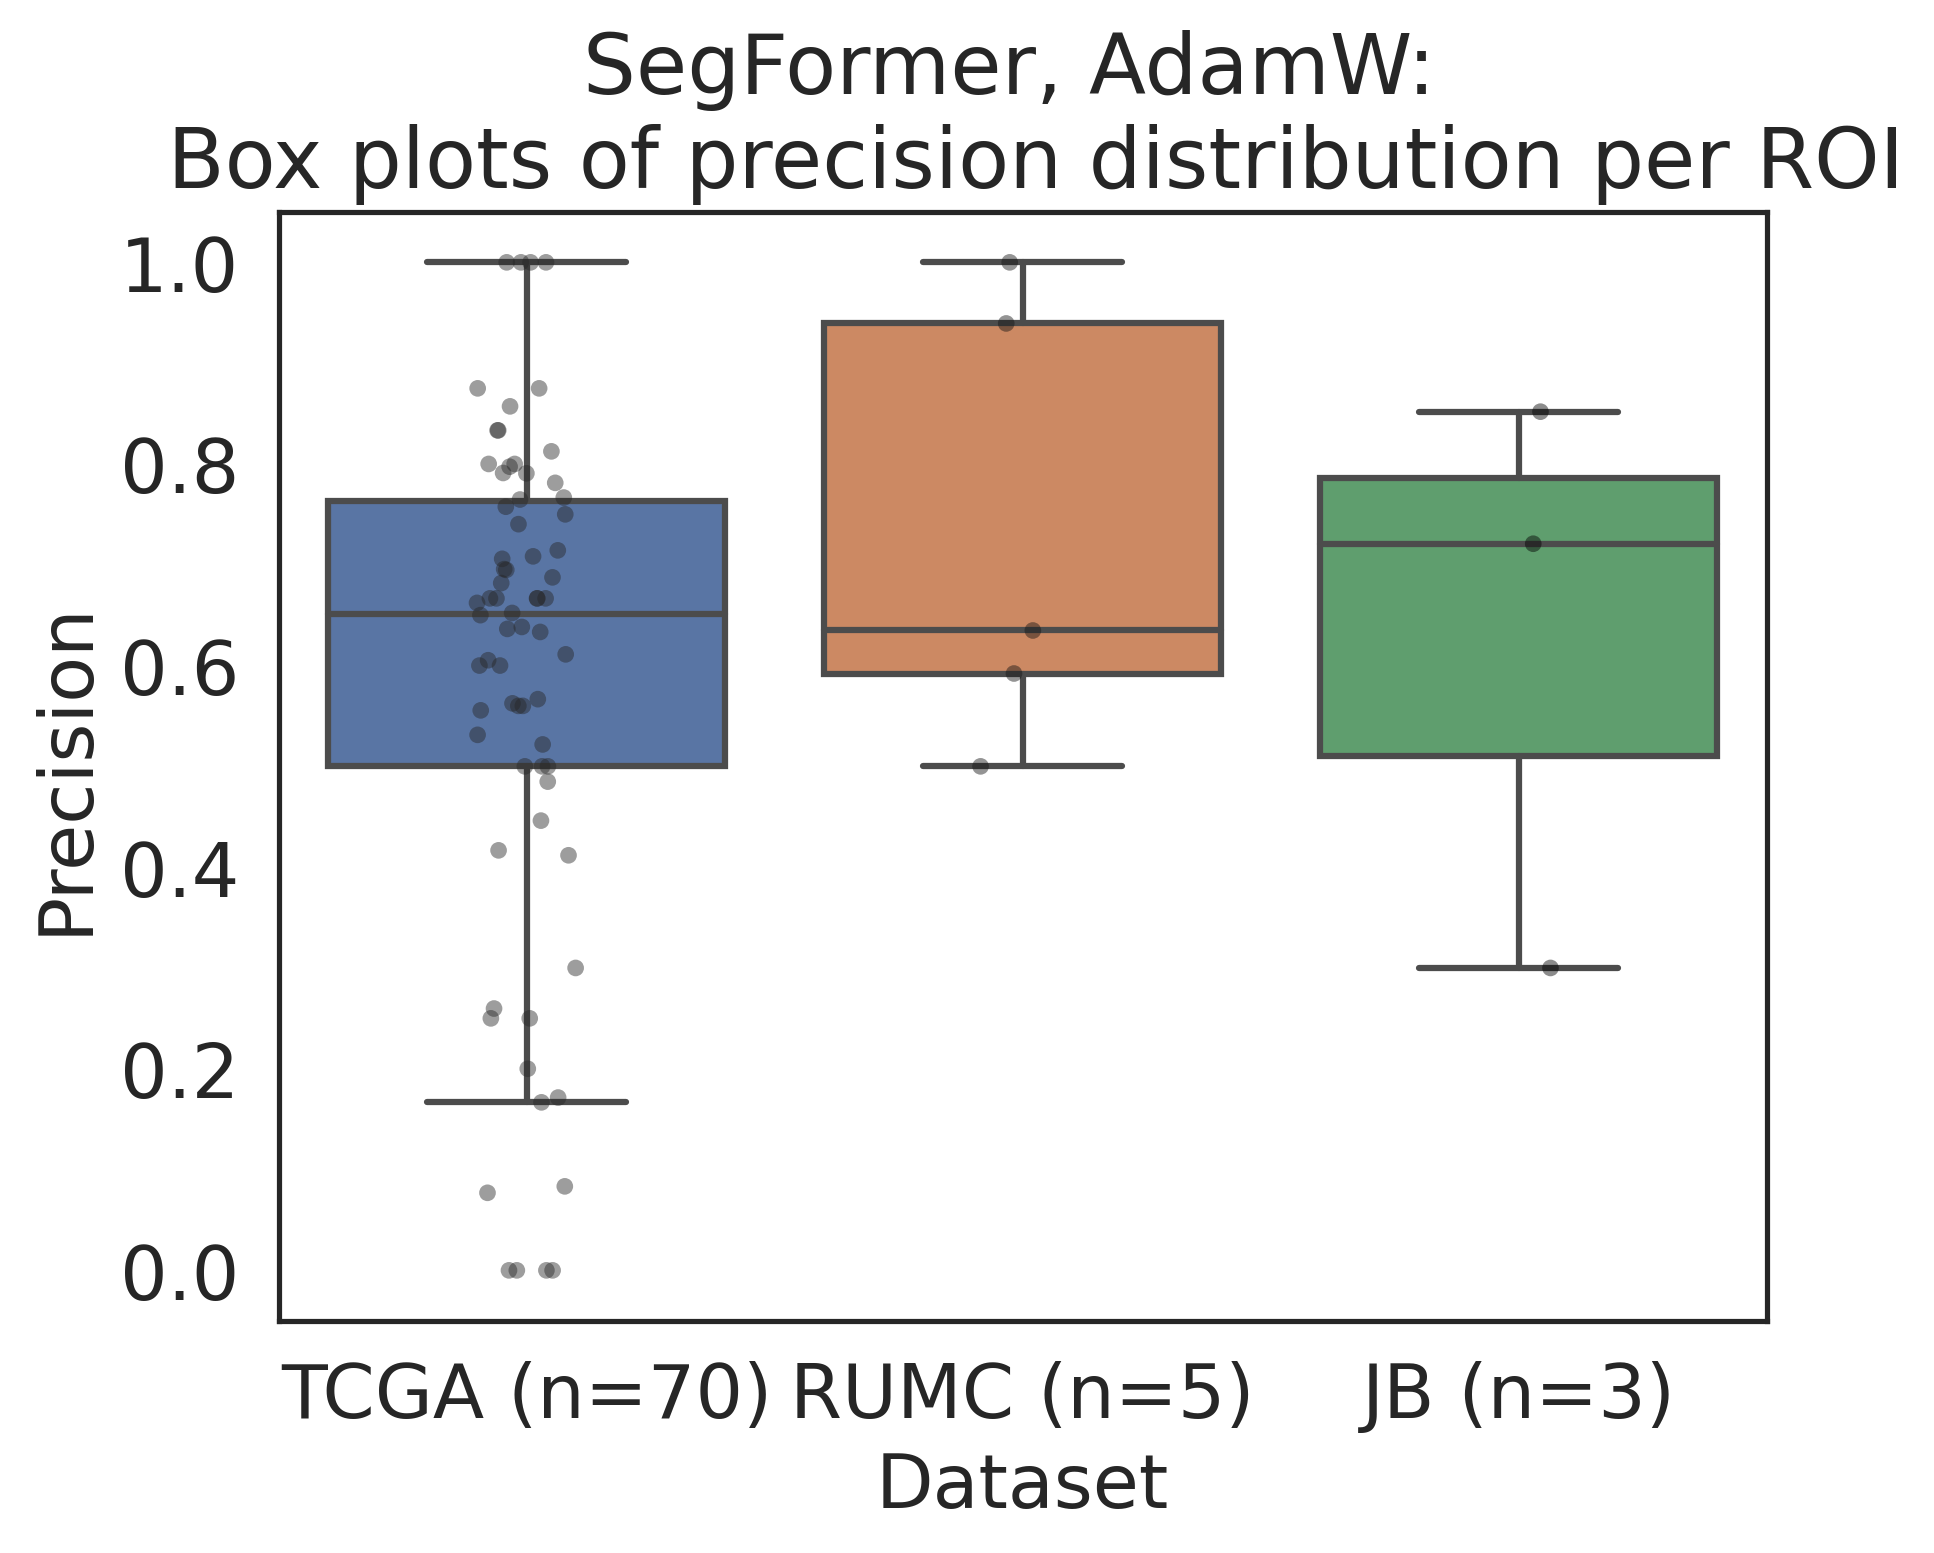 SegFormer, AdamW:
Box plots of precision distribution per ROI
1.0
0.8
0.6
0.4
0.2
0.0
Precision
TCGA (n=70) RUMC (n=5) JB (n=3)
Dataset